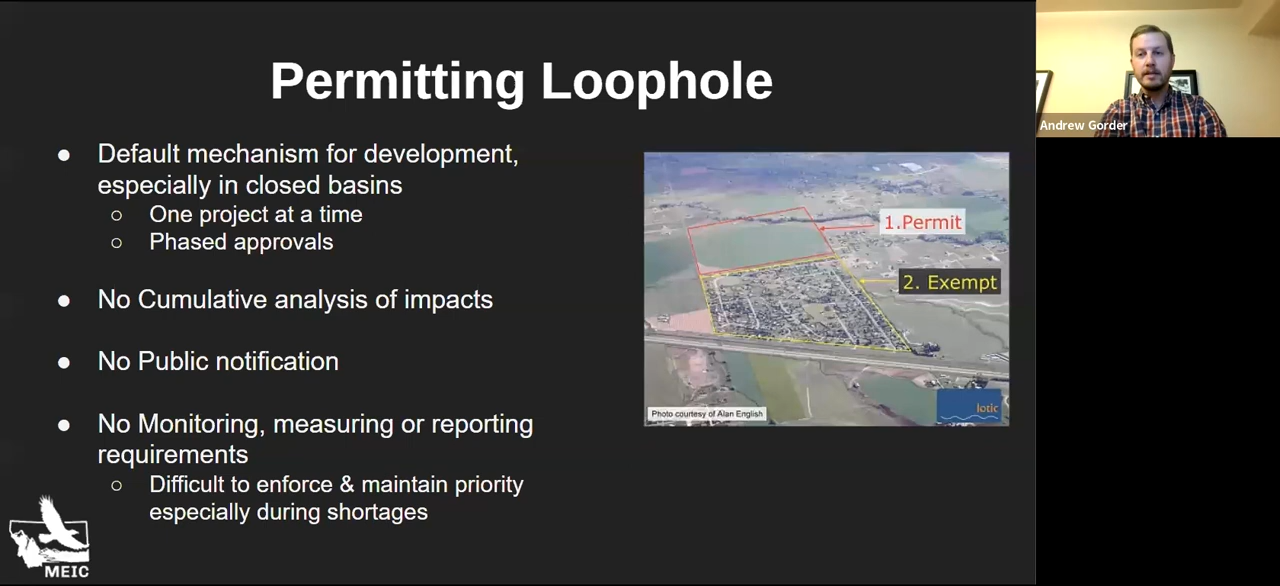 Permitting Loophole
● Default mechanism for development,
especially in closed basins
○ One project at a time
○ Phased approvals
● No Cumulative analysis of impacts
● No Public notification
● No Monitoring, measuring or reporting
requirements
○ Difficult to enforce & maintain priority
especially during shortages
1.Permit
2. Exempt
Photo courtesy of Alan English
lotic
MEIC
Andrew Gorder